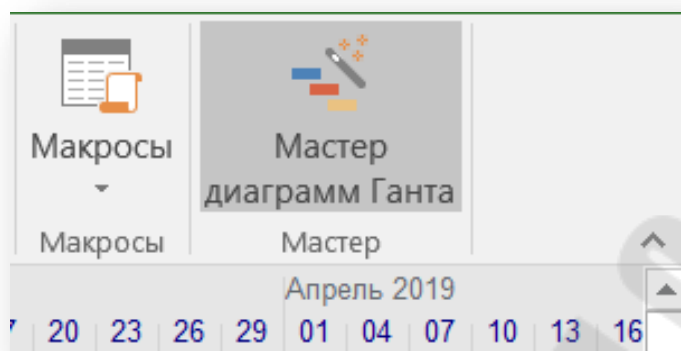 Макросы
Мастер
диаграмм Ганта
Макросы
Мастер
Апрель 2019
20 23 26 29 01 04 07 10 13 16